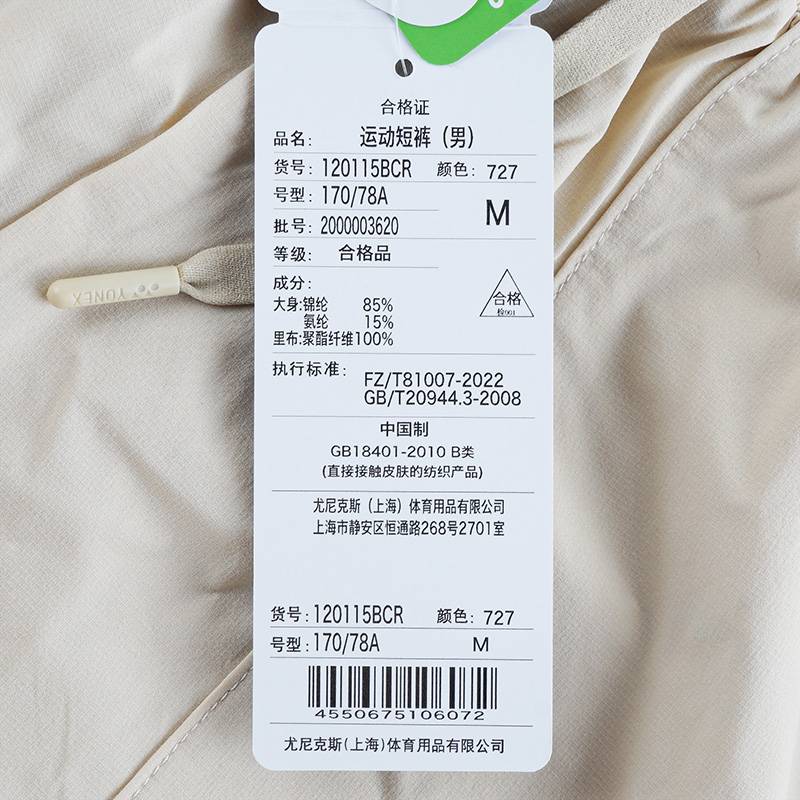 合格证
品名: 运动短裤（男）
货号: 120115BCR 颜色: 727
号型: 170/78A
M
批号: 2000003620
等级: 合格品
成分:
大身:锦纶 85%
氨纶 15%
里布:聚酯纤维100%
合格
检001
YONEX
执行标准: FZ/T81007-2022
GB/T20944.3-2008
中国制
GB18401-2010 B类
(直接接触皮肤的纺织产品)
尤尼克斯（上海）体育用品有限公司
上海市静安区恒通路268号2701室
货号: 120115BCR 颜色: 727
号型: 170/78A M
4550675106072
尤尼克斯(上海)体育用品有限公司